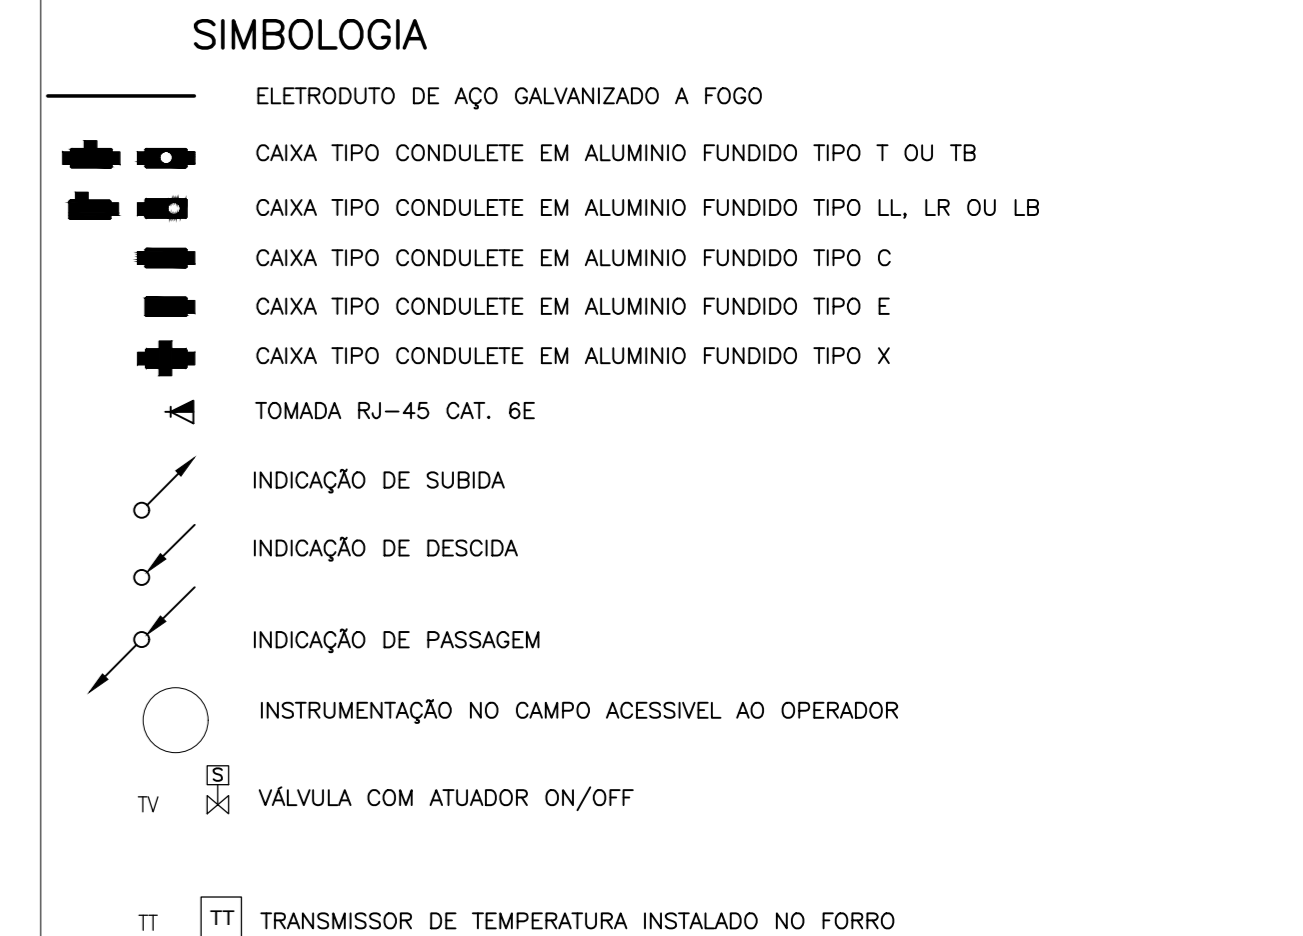 SIMBOLOGIA
ELETRODUTO DE AÇO GALVANIZADO A FOGO
CAIXA TIPO CONDULETE EM ALUMINIO FUNDIDO TIPO T OU TB
CAIXA TIPO CONDULETE EM ALUMINIO FUNDIDO TIPO LL, LR OU LB
CAIXA TIPO CONDULETE EM ALUMINIO FUNDIDO TIPO C
CAIXA TIPO CONDULETE EM ALUMINIO FUNDIDO TIPO E
CAIXA TIPO CONDULETE EM ALUMINIO FUNDIDO TIPO X
TOMADA RJ-45 CAT. 6E
INDICAÇÃO DE SUBIDA
INDICAÇÃO DE DESCIDA
INDICAÇÃO DE PASSAGEM
INSTRUMENTAÇÃO NO CAMPO ACESSIVEL AO OPERADOR
S
TV VÁLVULA COM ATUADOR ON/OFF
TT TT TRANSMISSOR DE TEMPERATURA INSTALADO NO FORRO